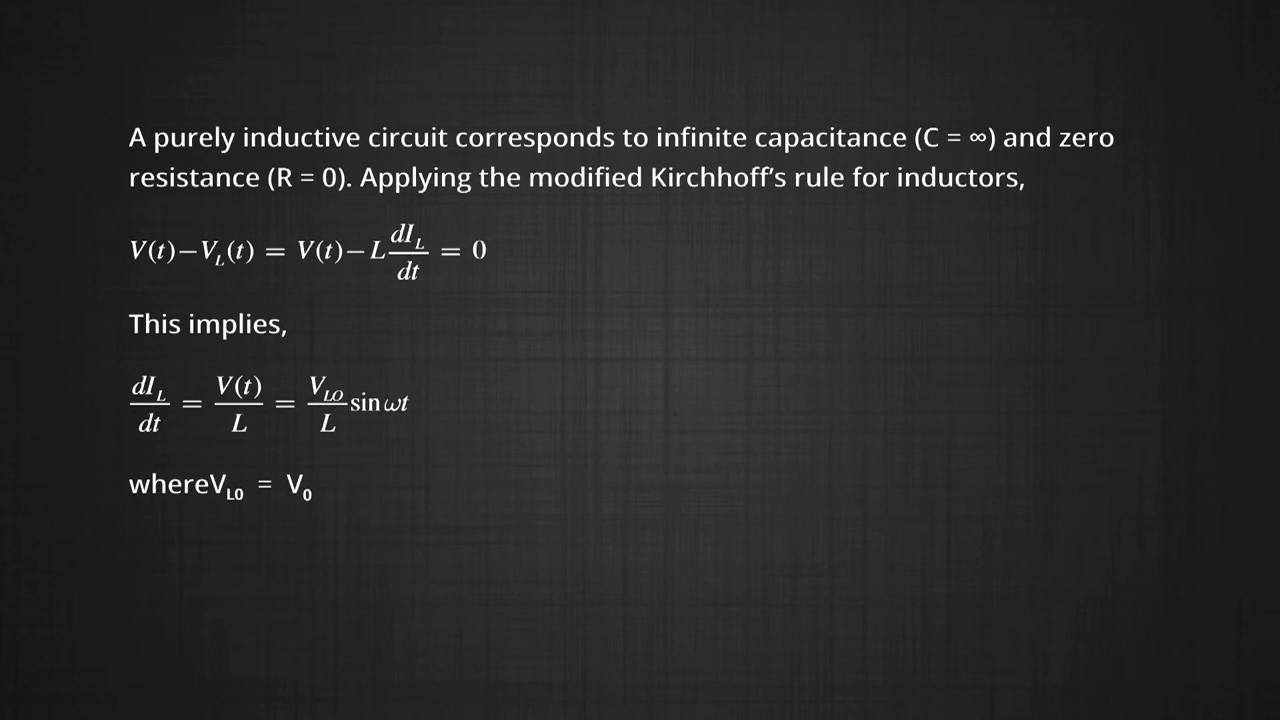 A purely inductive circuit corresponds to infinite capacitance (C = ∞) and zero
resistance (R = 0). Applying the modified Kirchhoff's rule for inductors,
V(t)−V_L(t) = V(t)−L dI_L/dt = 0
This implies,
dI_L/dt = V(t)/L = V_LO/L sin ωt
whereV_L0 = V_0